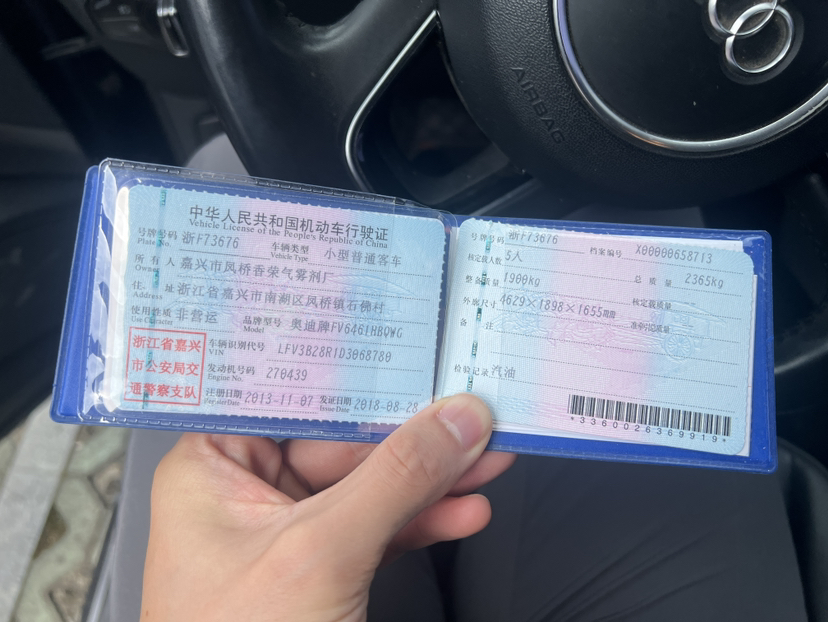 AIRBAG
中华人民共和国机动车行驶证
Vehicle License of the People's Republic of China
号牌号码 浙F73676 车辆类型 小型普通客车
Plate No. Vehicle Type
所有人 嘉兴市凤桥香荣气雾剂厂
Owner
住址 浙江省嘉兴市南湖区凤桥镇石佛村
Address
使用性质 非营运 品牌型号 奥迪牌FV6461HBQWG
Use Character Model
浙江省嘉兴
市公安局交
通警察支队
车辆识别代号 LFV3B28R1D3068780
VIN
发动机号码 270439
Engine No.
注册日期 2013-11-07 发证日期 2018-08-28
Register Date Issue Date
号牌号码 浙F73676 档案编号 X00000658713
核定载人数 5人 总质量 2365kg
整备质量 1900kg 核定载质量 --
外廓尺寸 4629×1898×1655mm 准牵引总质量 --
备注
检验记录 汽油
*3360026369919*